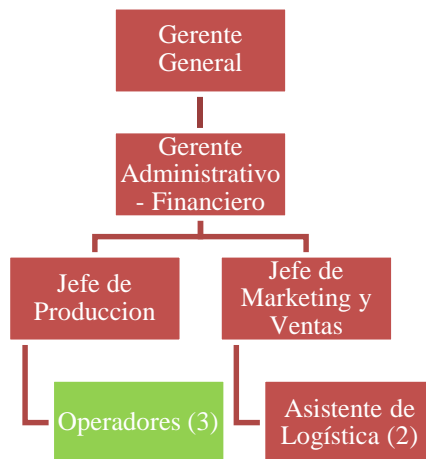 Gerente
General
Gerente
Administrativo
- Financiero
Jefe de
Produccion
Jefe de
Marketing y
Ventas
Operadores (3)
Asistente de
Logística (2)